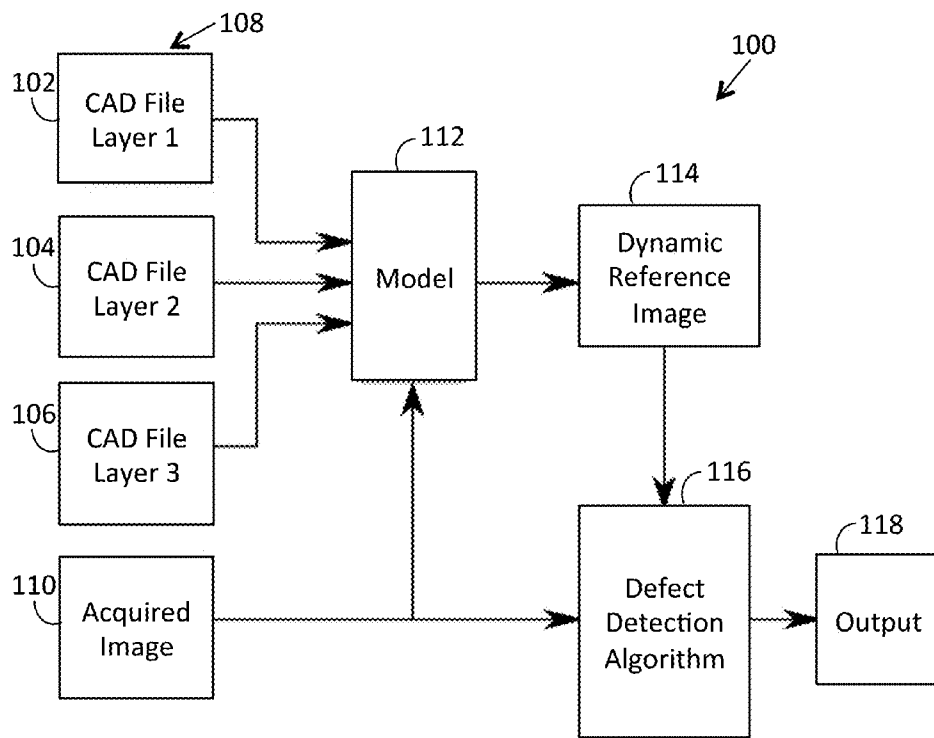 108
100
102
CAD File
Layer 1
112
114
104
CAD File
Layer 2
Model
Dynamic
Reference
Image
106
CAD File
Layer 3
116
118
110
Acquired
Image
Defect
Detection
Algorithm
Output